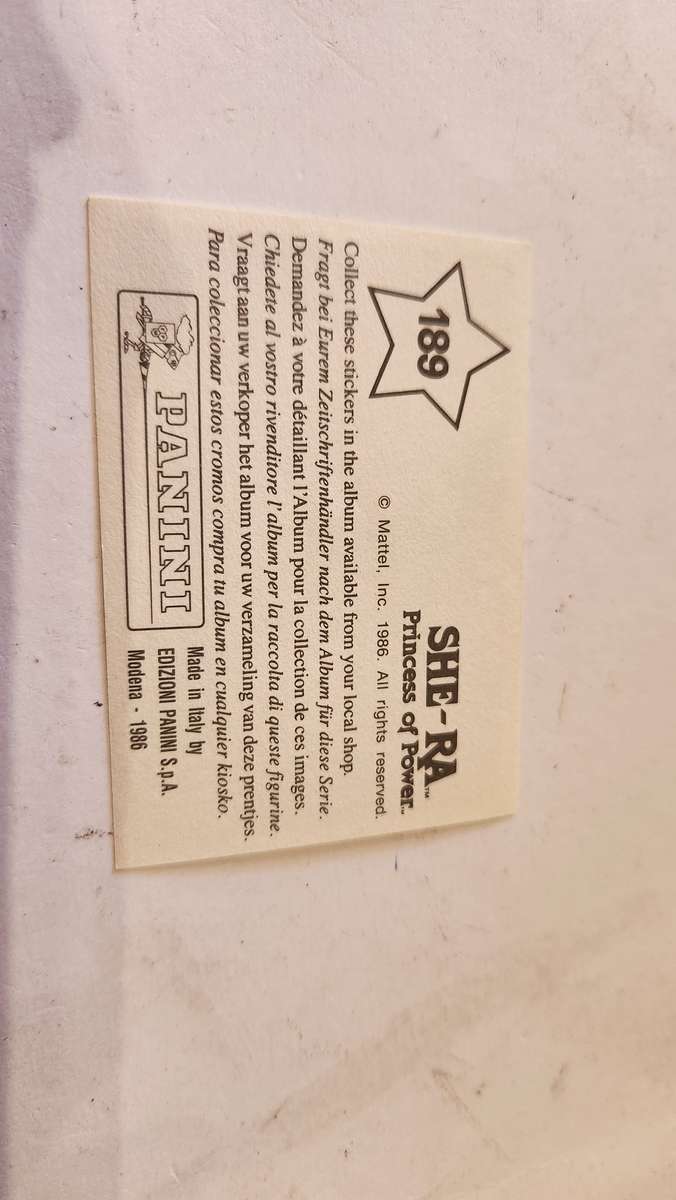 189
SHE-RA™
Princess of Power™
© Mattel, Inc. 1986. All rights reserved.
Collect these stickers in the album available from your local shop.
Fragt bei Eurem Zeitschriftenhändler nach dem Album für diese Serie.
Demandez à votre détaillant l'Album pour la collection de ces images.
Chiedete al vostro rivenditore l'album per la raccolta di queste figurine.
Vraagt aan uw verkoper het album voor uw verzameling van deze prentjes.
Para coleccionar estos cromos compra tu album en cualquier kiosko.
PANINI
Made in Italy by
EDIZIONI PANINI S.p.A.
Modena - 1986